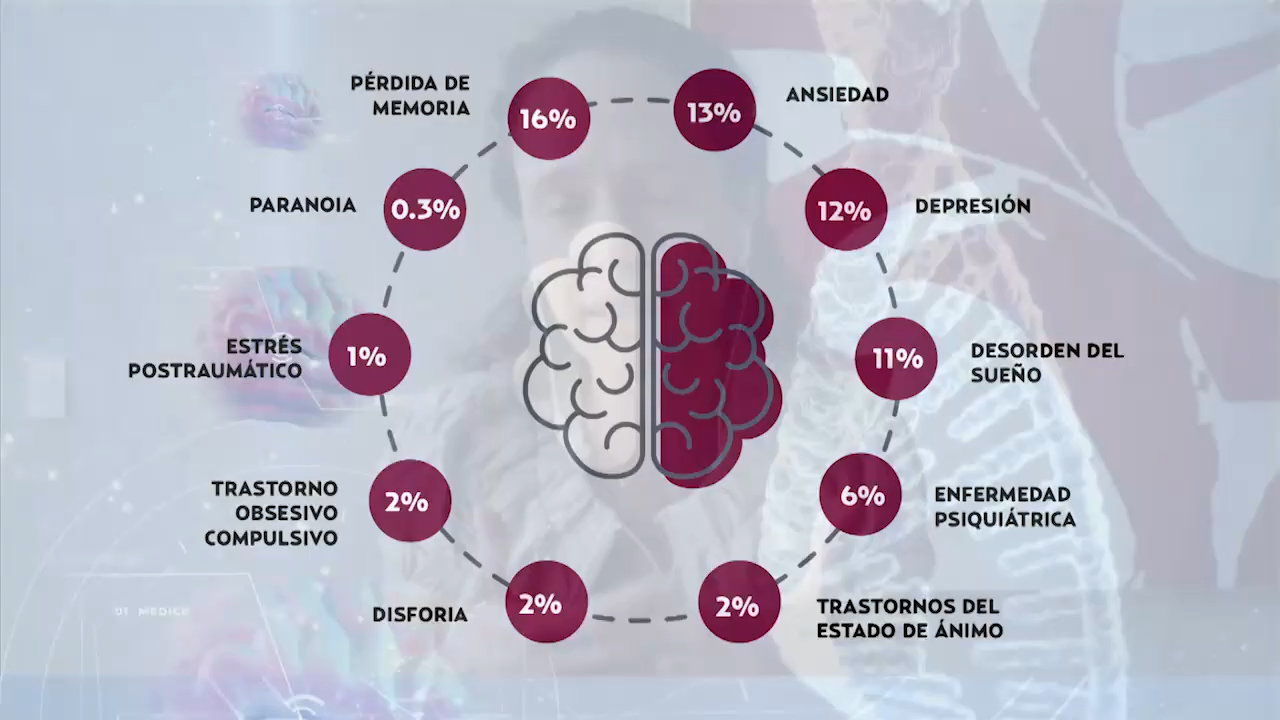 PÉRDIDA DE
MEMORIA
16%
13%
ANSIEDAD
PARANOIA
0.3%
12%
DEPRESIÓN
ESTRÉS
POSTRAUMÁTICO
1%
11%
DESORDEN DEL
SUEÑO
TRASTORNO
OBSESIVO
COMPULSIVO
2%
6%
ENFERMEDAD
PSIQUIÁTRICA
DISFORIA
2%
2%
TRASTORNOS DEL
ESTADO DE ÁNIMO